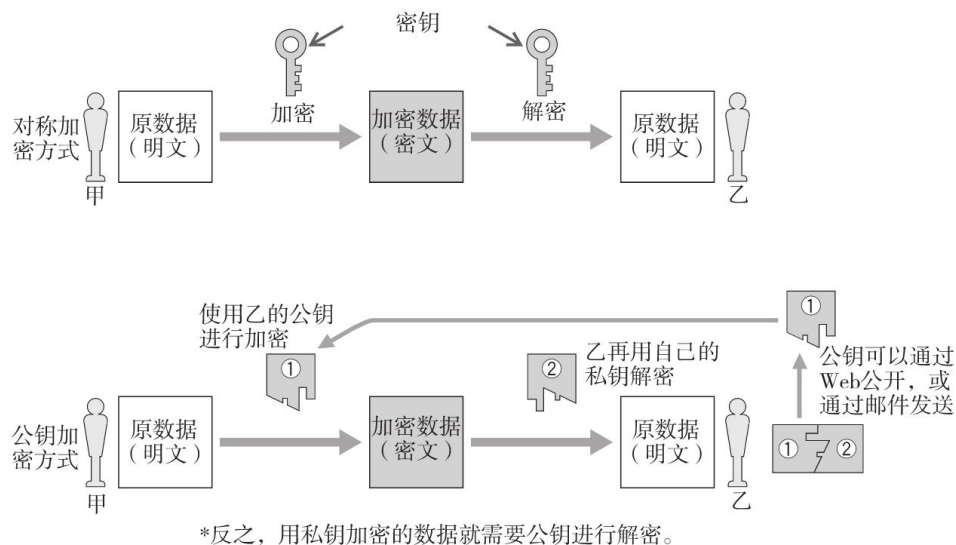 密钥
加密
解密
对称加
密方式
原数据
（明文）
加密数据
（密文）
原数据
（明文）
甲
乙
使用乙的公钥
进行加密
①
②
乙再用自己的
私钥解密
①
公钥可以通过
Web公开，或
通过邮件发送
公钥加
密方式
原数据
（明文）
加密数据
（密文）
原数据
（明文）
① ②
甲
乙
*反之，用私钥加密的数据就需要公钥进行解密。